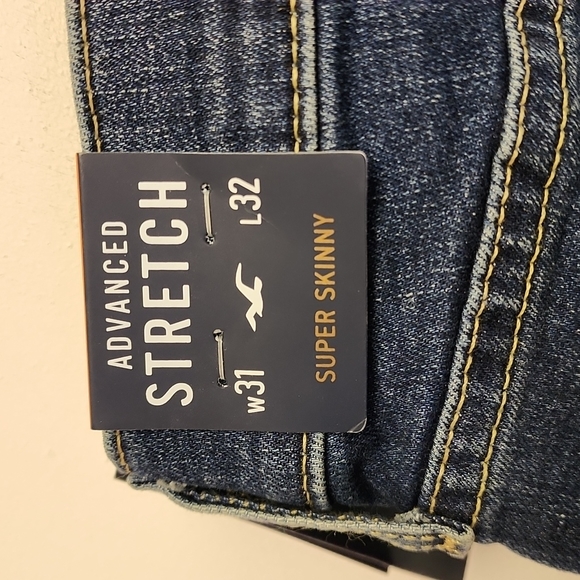 ADVANCED
STRETCH
W31 L32
SUPER SKINNY